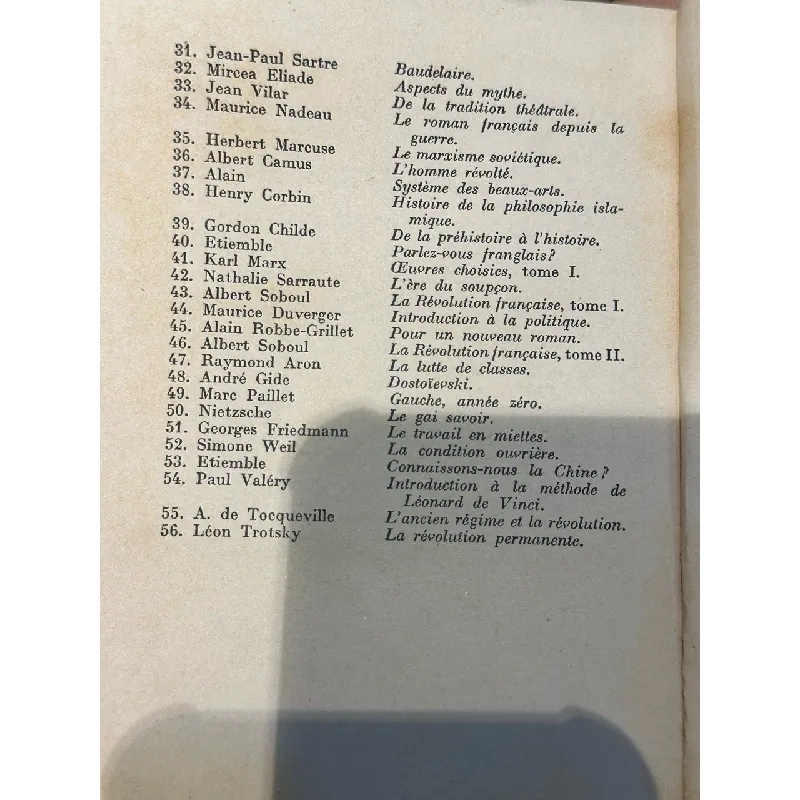 31. Jean-Paul Sartre Baudelaire.
32. Mircea Eliade Aspects du mythe.
33. Jean Vilar De la tradition théâtrale.
34. Maurice Nadeau Le roman français depuis la
guerre.
35. Herbert Marcuse Le marxisme soviétique.
36. Albert Camus L'homme révolté.
37. Alain Système des beaux-arts.
38. Henry Corbin Histoire de la philosophie isla-
mique.
39. Gordon Childe De la préhistoire à l'histoire.
40. Etiemble Parlez-vous franglais?
41. Karl Marx Œuvres choisies, tome I.
42. Nathalie Sarraute L'ère du soupçon.
43. Albert Soboul La Révolution française, tome I.
44. Maurice Duverger Introduction à la politique.
45. Alain Robbe-Grillet Pour un nouveau roman.
46. Albert Soboul La Révolution française, tome II.
47. Raymond Aron La lutte de classes.
48. André Gide Dostoïevski.
49. Marc Paillet Gauche, année zéro.
50. Nietzsche Le gai savoir.
51. Georges Friedmann Le travail en miettes.
52. Simone Weil La condition ouvrière.
53. Etiemble Connaissons-nous la Chine?
54. Paul Valéry Introduction à la méthode de
Léonard de Vinci.
55. A. de Tocqueville L'ancien régime et la révolution.
56. Léon Trotsky La révolution permanente.